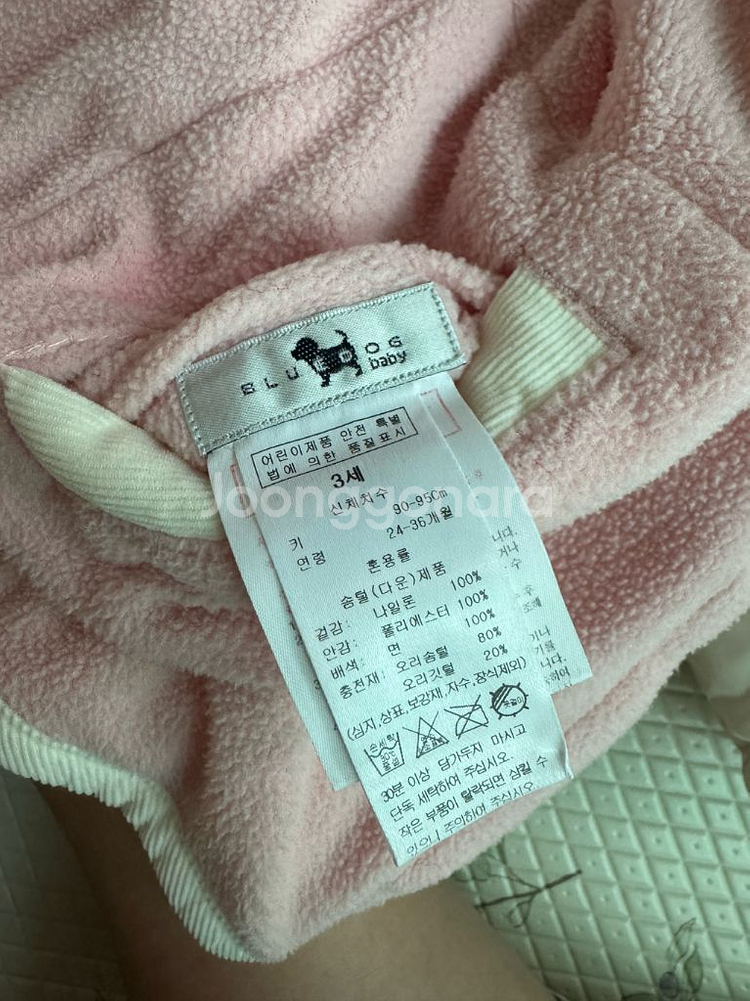 BLU DOG
baby
어린이제품 안전 특별
법에 의한 품질표시
3세
신체치수
키 90-95Cm
연령 24-36개월
혼용률
솜털(다운)제품
겉감: 나일론 100%
안감: 폴리에스터 100%
배색: 면 100%
충전재: 오리솜털 80%
오리깃털 20%
(심지,상표,보강재,자수,장식제외)
30분 이상 담가두지 마시고
단독 세탁하여 주십시오.
작은 부품이 탈락되면 삼킬 수
있으니 주의하여 주십시오.
Joonggonara